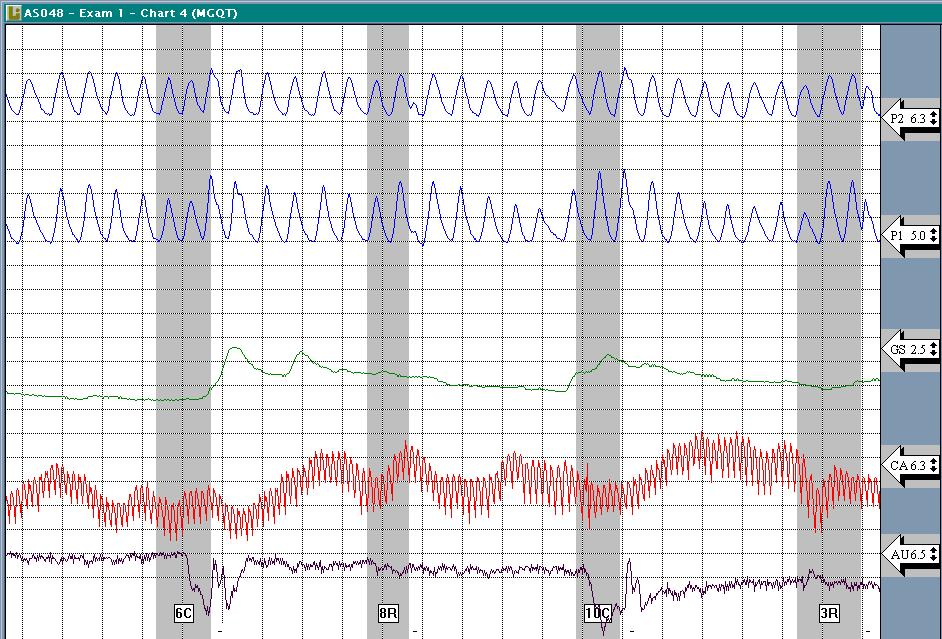 AS048 - Exam 1 - Chart 4 (MGQT)
P2 6.3
P1 5.0
GS 2.5
CA 6.3
AU 6.5
6C
8R
10C
3R